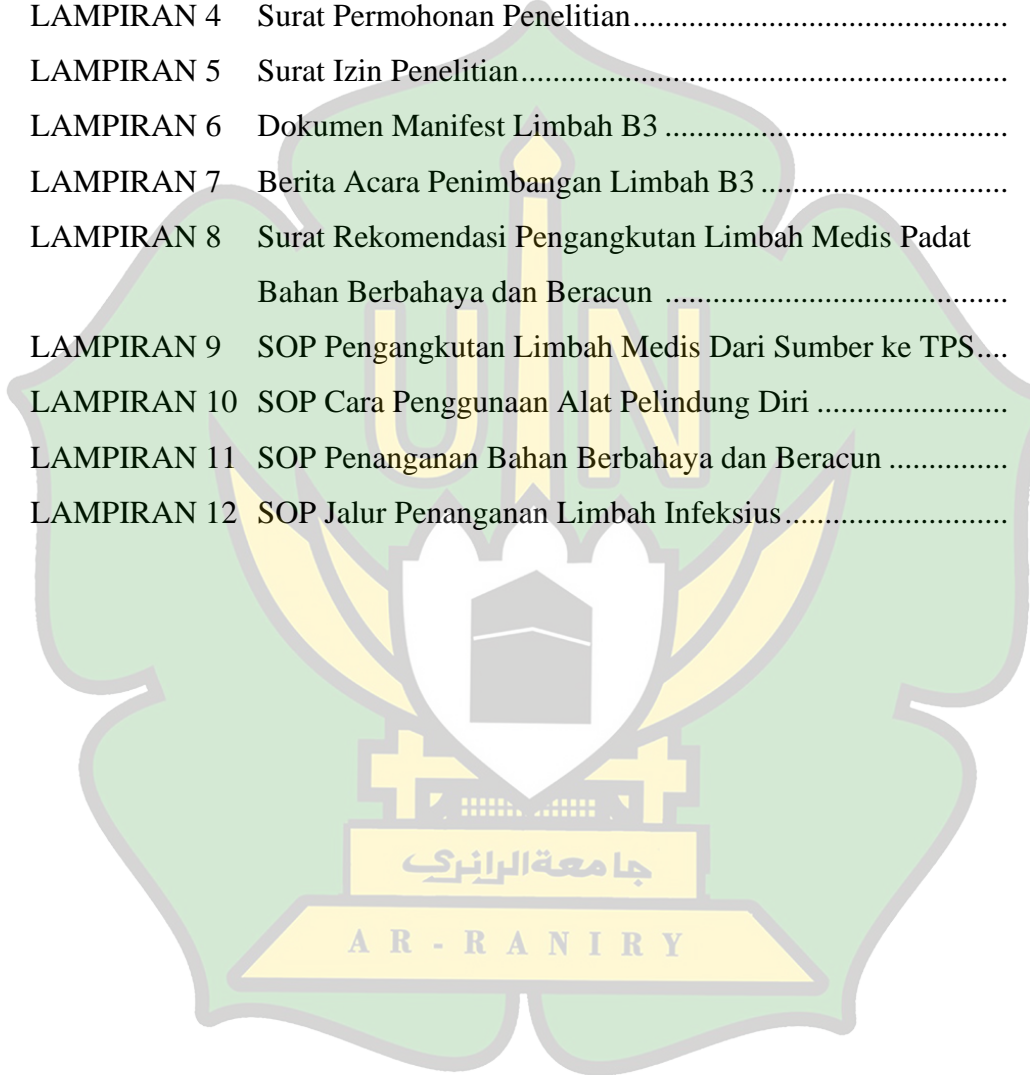 LAMPIRAN 4 Surat Permohonan Penelitian...............................................
LAMPIRAN 5 Surat Izin Penelitian.............................................................
LAMPIRAN 6 Dokumen Manifest Limbah B3 ...........................................
LAMPIRAN 7 Berita Acara Penimbangan Limbah B3 ...............................
LAMPIRAN 8 Surat Rekomendasi Pengangkutan Limbah Medis Padat
Bahan Berbahaya dan Beracun ...........................................
LAMPIRAN 9 SOP Pengangkutan Limbah Medis Dari Sumber ke TPS....
LAMPIRAN 10 SOP Cara Penggunaan Alat Pelindung Diri ........................
LAMPIRAN 11 SOP Penanganan Bahan Berbahaya dan Beracun ...............
LAMPIRAN 12 SOP Jalur Penanganan Limbah Infeksius............................
UIN
جامعةالرانري
AR - RANIRY